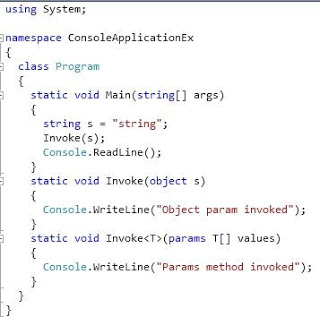 using System;
namespace ConsoleApplicationEx
{
class Program
{
static void Main(string[] args)
{
string s = "string";
Invoke(s);
Console.ReadLine();
}
static void Invoke(object s)
{
Console.WriteLine("Object param invoked");
}
static void Invoke<T>(params T[] values)
{
Console.WriteLine("Params method invoked");
}
}
}